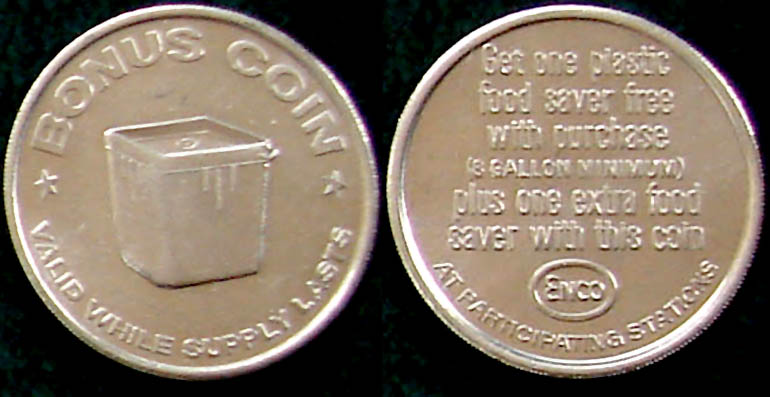 BONUS COIN
VALID WHILE SUPPLY LASTS
Get one plastic
food saver free
with purchase
(8 GALLON MINIMUM)
plus one extra food
saver with this coin
ENCO
AT PARTICIPATING STATIONS